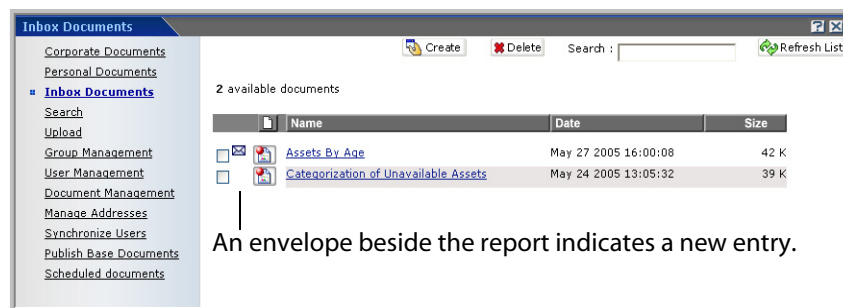 Inbox Documents
Create Delete Search : Refresh List
Corporate Documents
Personal Documents
Inbox Documents
Search
Upload
Group Management
User Management
Document Management
Manage Addresses
Synchronize Users
Publish Base Documents
Scheduled documents
2 available documents
Name Date Size
Assets By Age May 27 2005 16:00:08 42 K
Categorization of Unavailable Assets May 24 2005 13:05:32 39 K
An envelope beside the report indicates a new entry.